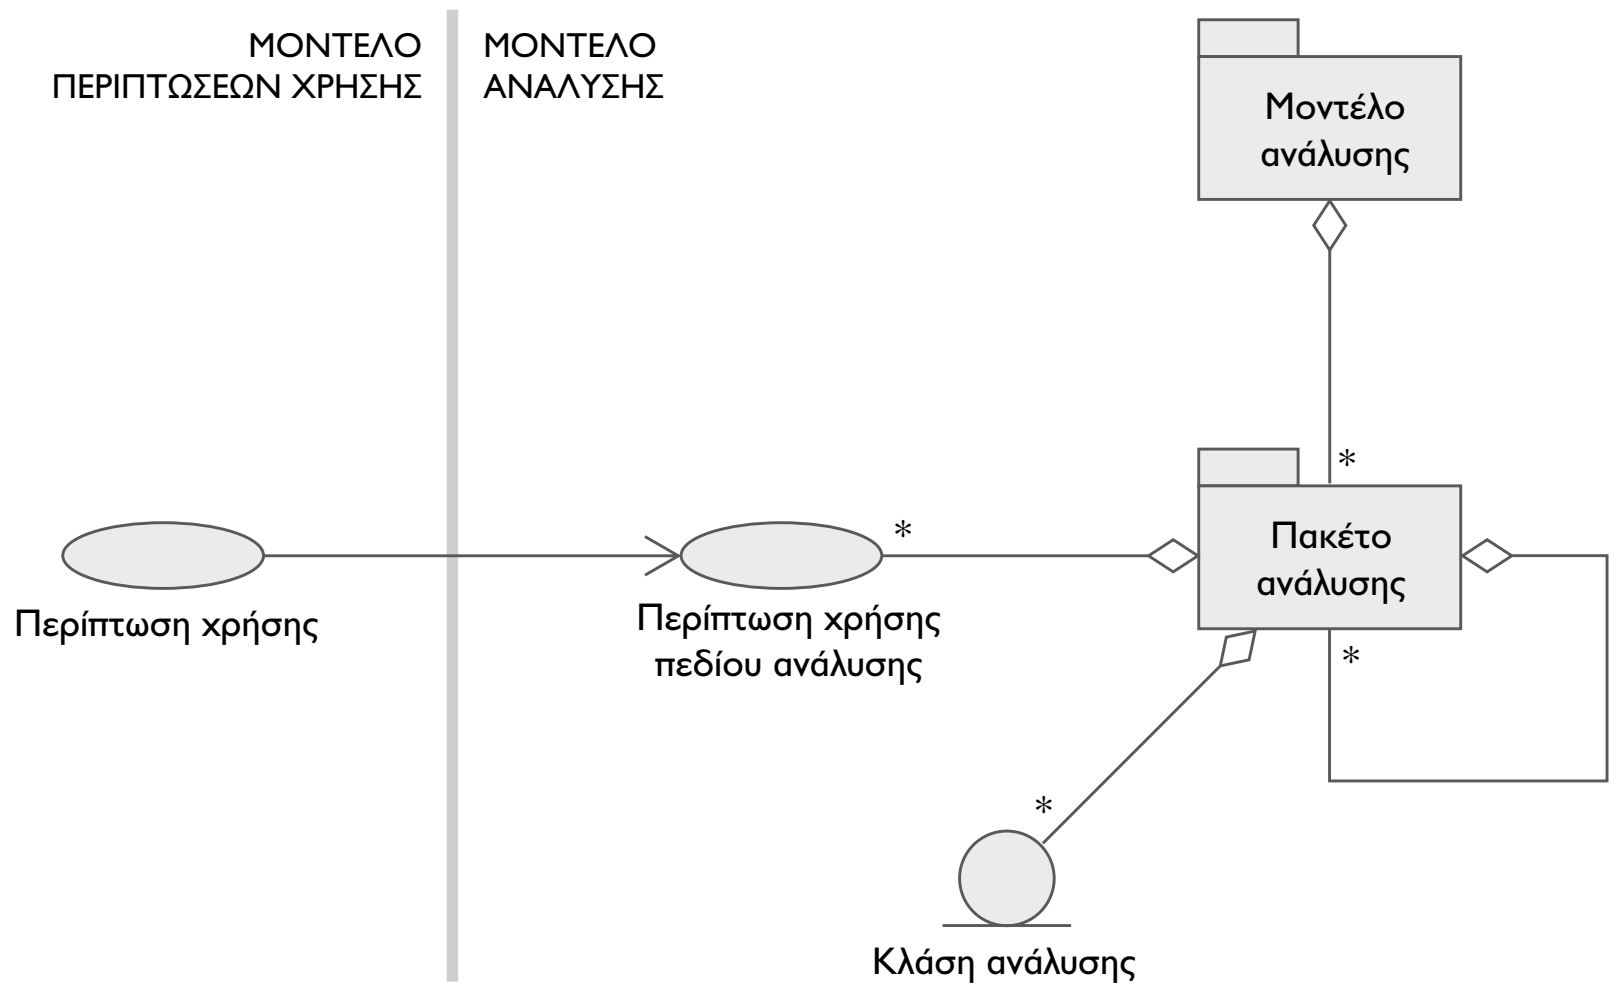 ΜΟΝΤΕΛΟ
ΠΕΡΙΠΤΩΣΕΩΝ ΧΡΗΣΗΣ
ΜΟΝΤΕΛΟ
ΑΝΑΛΥΣΗΣ
Μοντέλο
ανάλυσης
*
*
Πακέτο
ανάλυσης
Περίπτωση χρήσης
Περίπτωση χρήσης
πεδίου ανάλυσης
*
*
Κλάση ανάλυσης